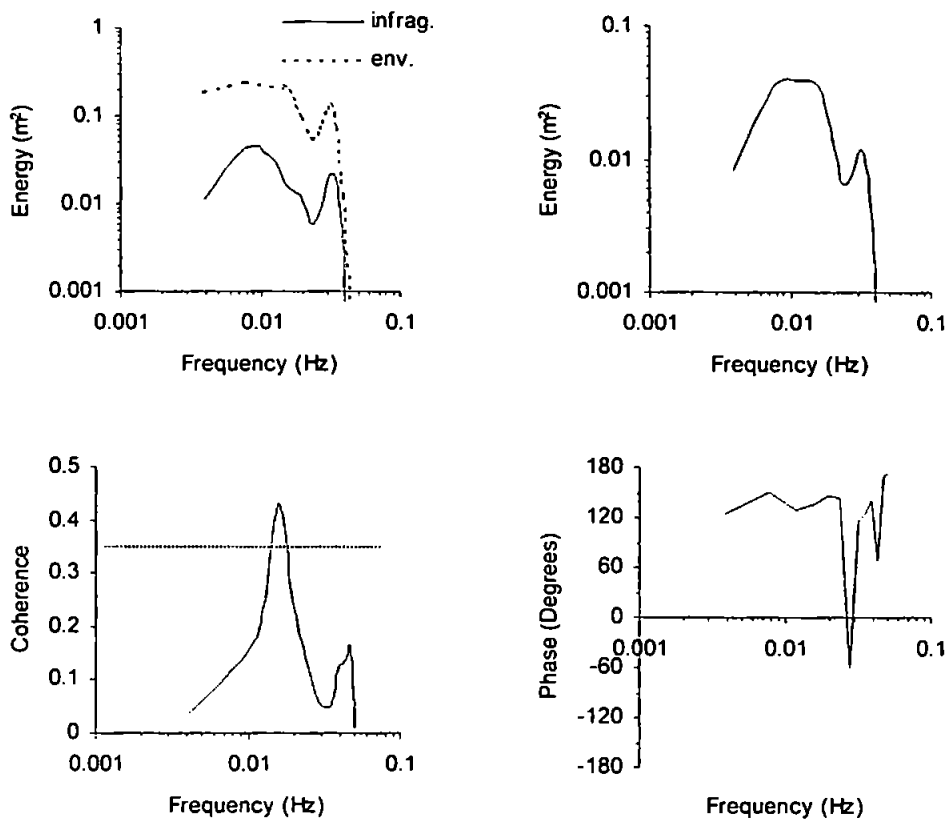 infrag.
env.
Energy (m²)
1
0.1
0.01
0.001
0.001 0.01 0.1
Frequency (Hz)
Energy (m²)
0.1
0.01
0.001
0.001 0.01 0.1
Frequency (Hz)
Coherence
0.5
0.4
0.3
0.2
0.1
0
0.001 0.01 0.1
Frequency (Hz)
Phase (Degrees)
180
120
60
0
-60
-120
-180
0.001 0.01 0.1
Frequency (Hz)